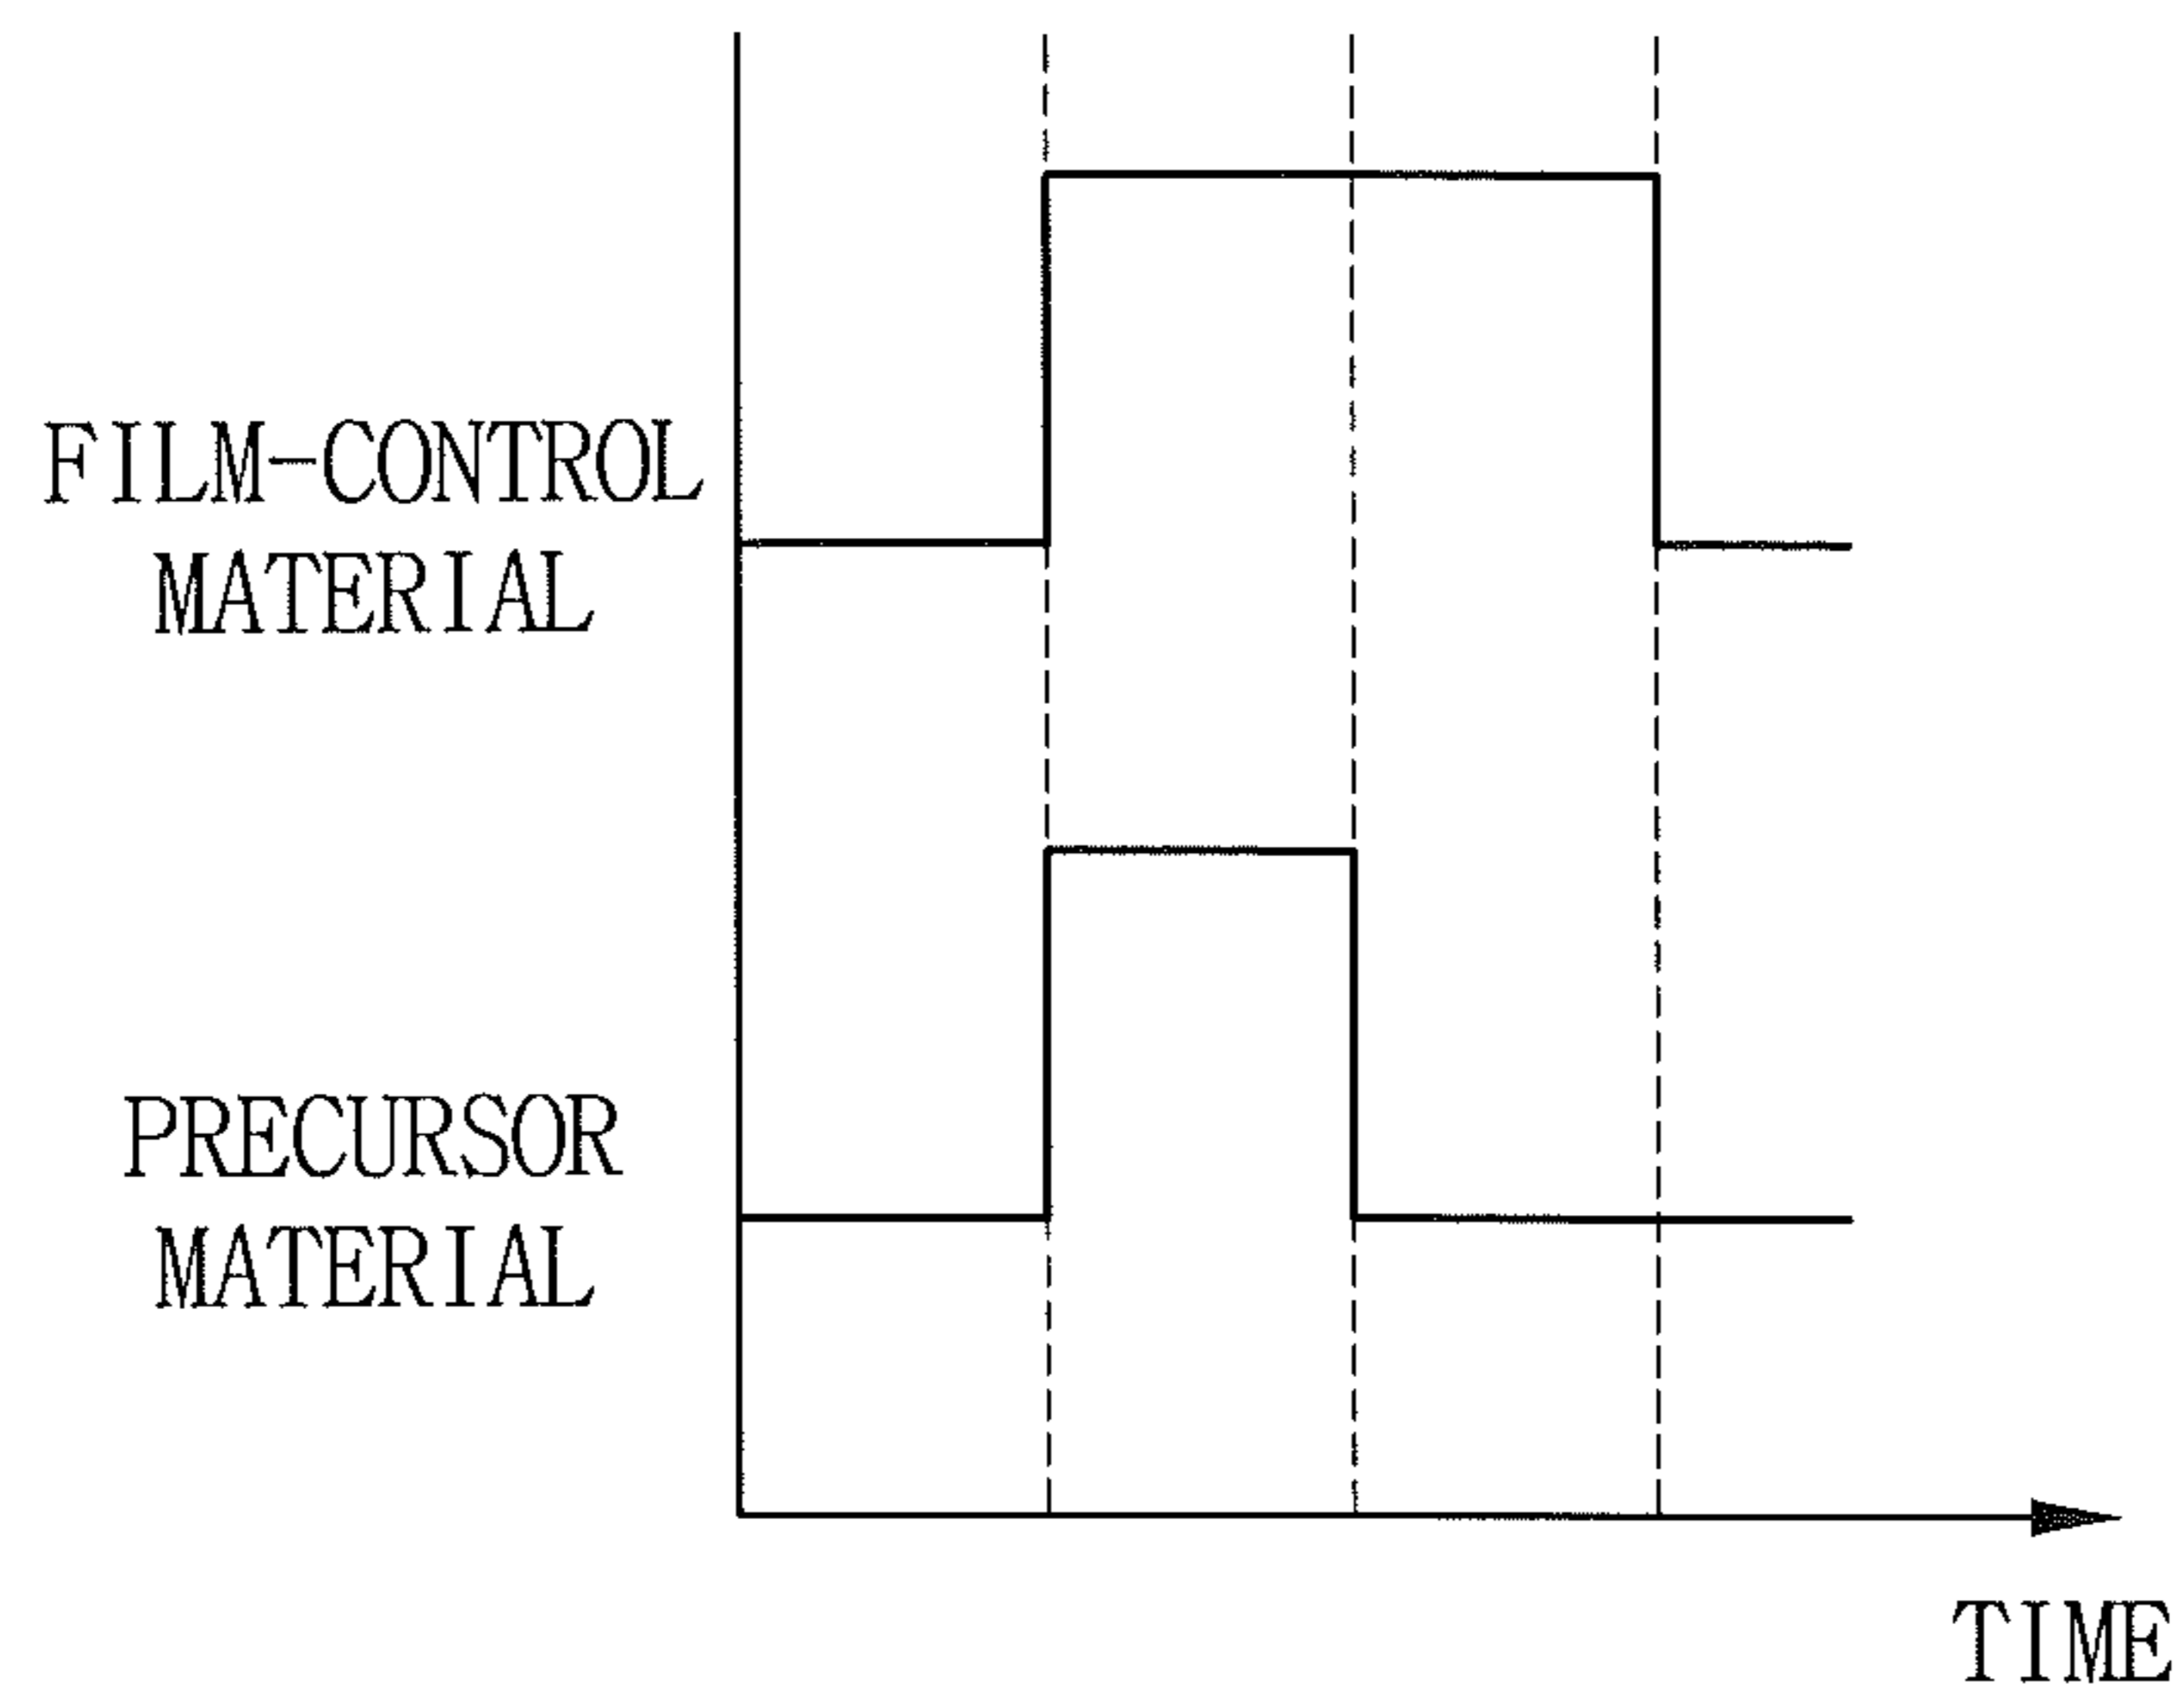 FILM-CONTROL
MATERIAL
PRECURSOR
MATERIAL
TIME